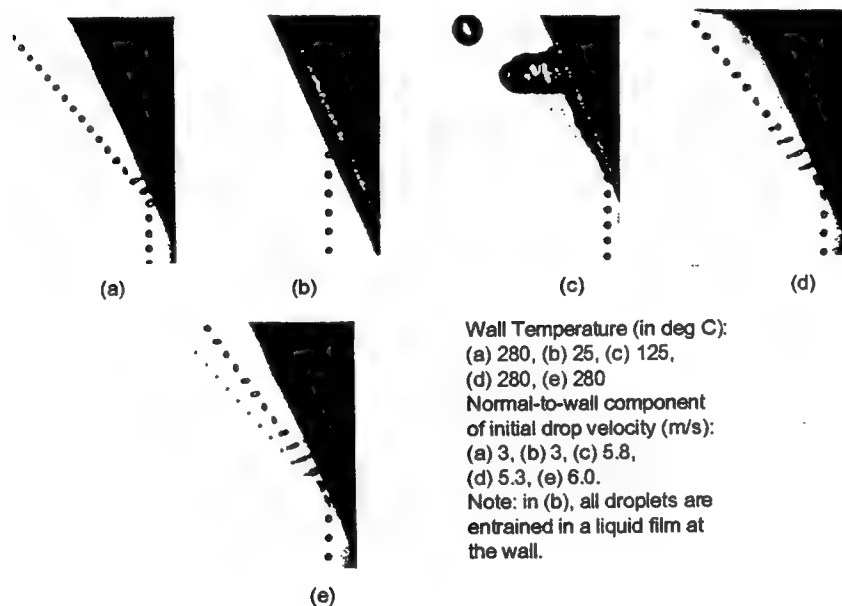 (a)
(b)
(c)
(d)
(e)
Wall Temperature (in deg C):
(a) 280, (b) 25, (c) 125,
(d) 280, (e) 280
Normal-to-wall component
of initial drop velocity (m/s):
(a) 3, (b) 3, (c) 5.8,
(d) 5.3, (e) 6.0.
Note: in (b), all droplets are
entrained in a liquid film at
the wall.